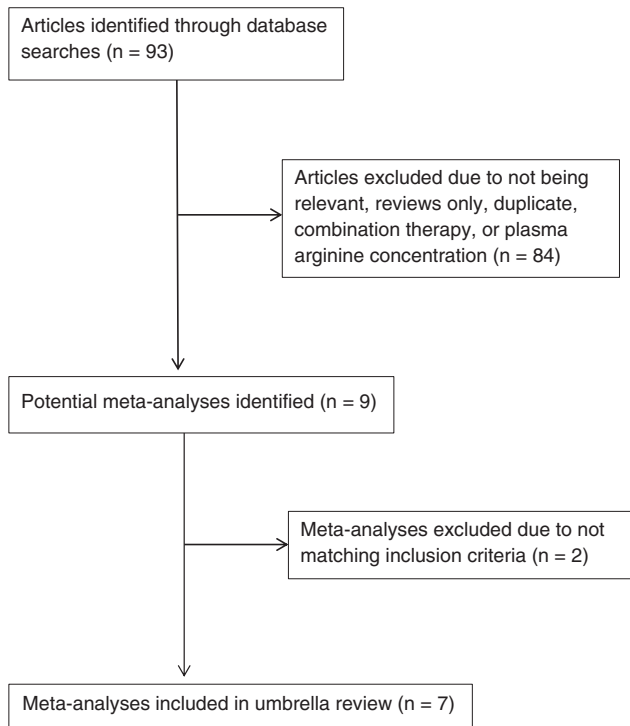 Articles identified through database
searches (n = 93)
Articles excluded due to not being
relevant, reviews only, duplicate,
combination therapy, or plasma
arginine concentration (n = 84)
Potential meta-analyses identified (n = 9)
Meta-analyses excluded due to not
matching inclusion criteria (n = 2)
Meta-analyses included in umbrella review (n = 7)